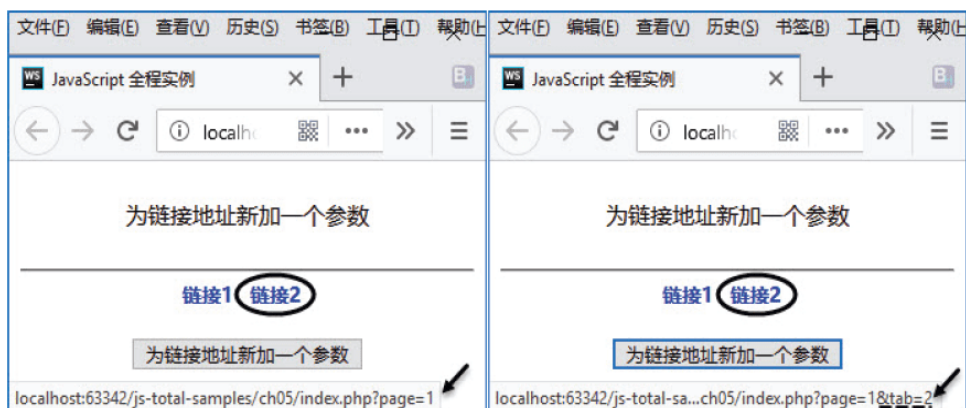 文件(F) 编辑(E) 查看(V) 历史(S) 书签(B) 工具(T) 帮助(H
WS JavaScript 全程实例
B
localho
为链接地址新加一个参数
链接1 链接2
为链接地址新加一个参数
localhost:63342/js-total-samples/ch05/index.php?page=1
文件(F) 编辑(E) 查看(V) 历史(S) 书签(B) 工具(T) 帮助(H
WS JavaScript 全程实例
B
localho
为链接地址新加一个参数
链接1 链接2
为链接地址新加一个参数
localhost:63342/js-total-sa...ch05/index.php?page=1&tab=2